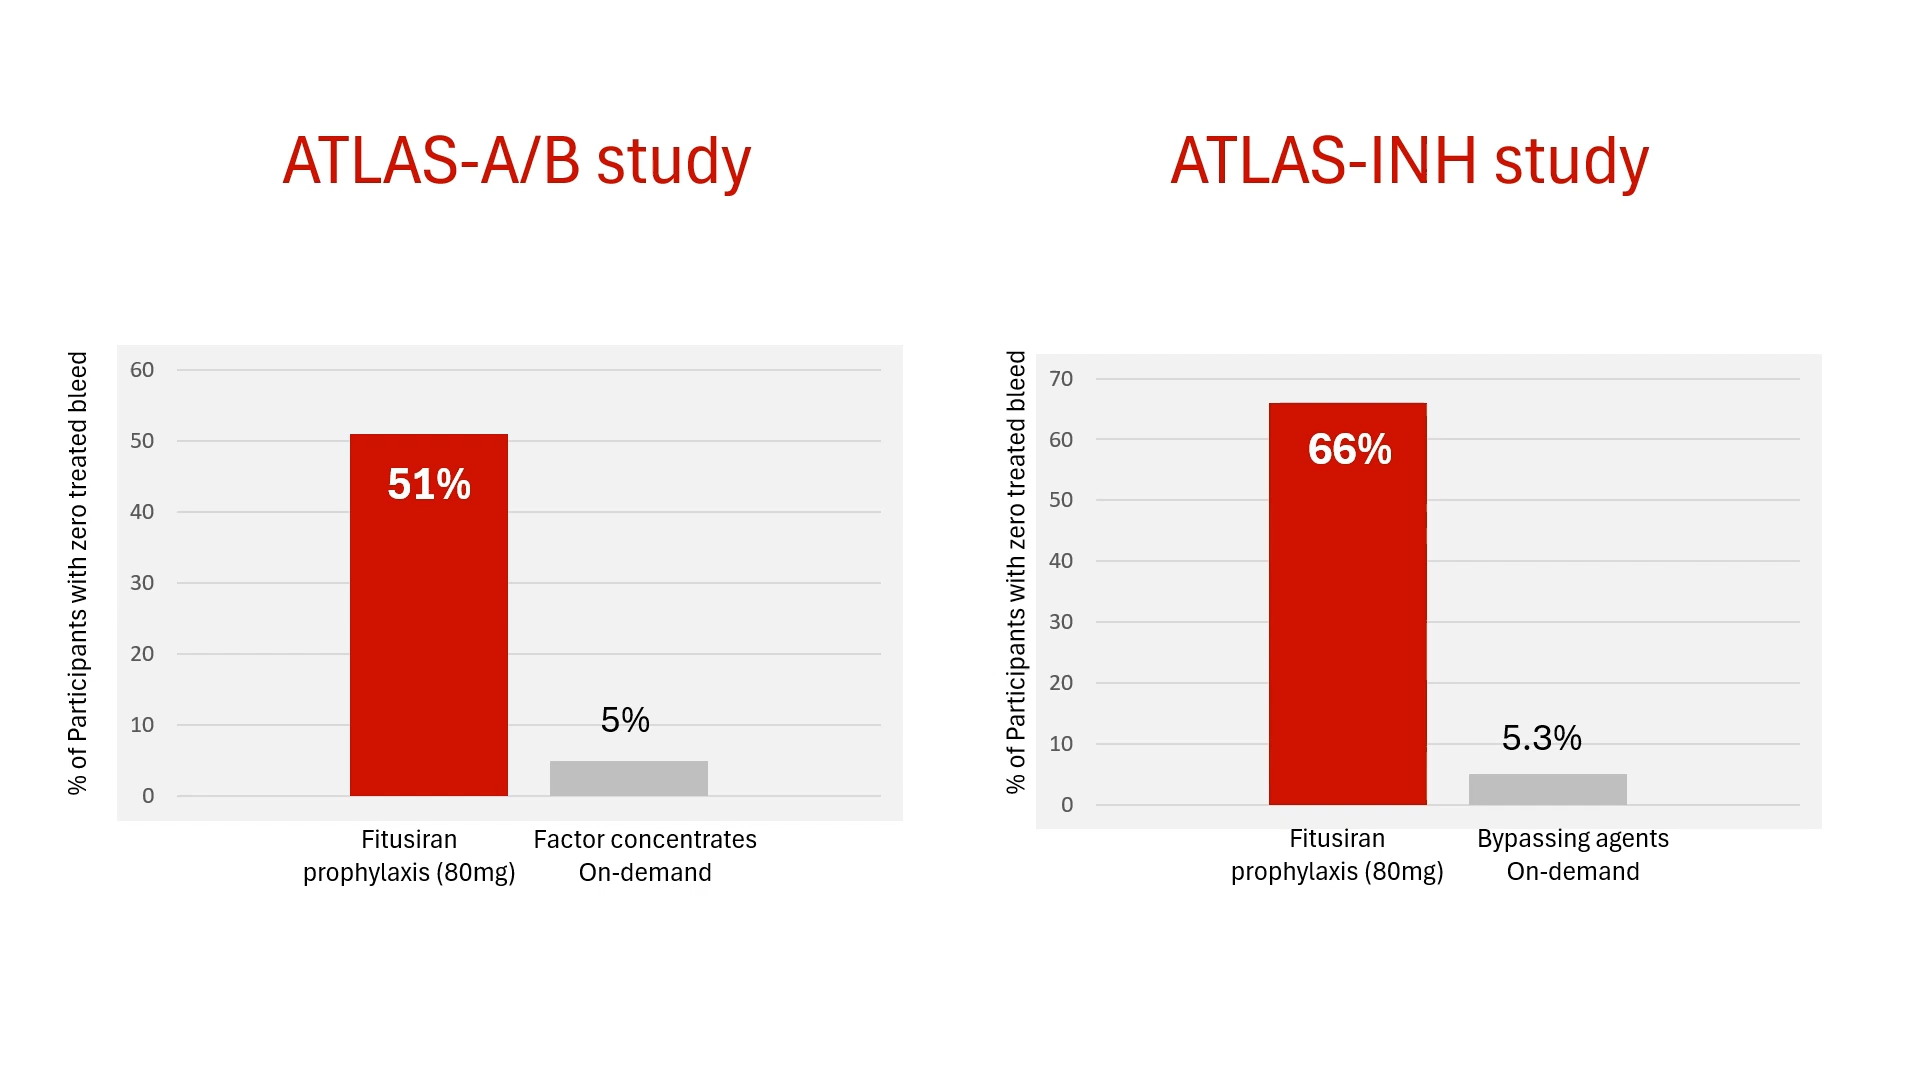 ATLAS-A/B study
% of Participants with zero treated bleed
60
50
40
30
20
10
0
51%
5%
Fitusiran
prophylaxis (80mg)
Factor concentrates
On-demand
ATLAS-INH study
% of Participants with zero treated bleed
70
60
50
40
30
20
10
0
66%
5.3%
Fitusiran
prophylaxis (80mg)
Bypassing agents
On-demand